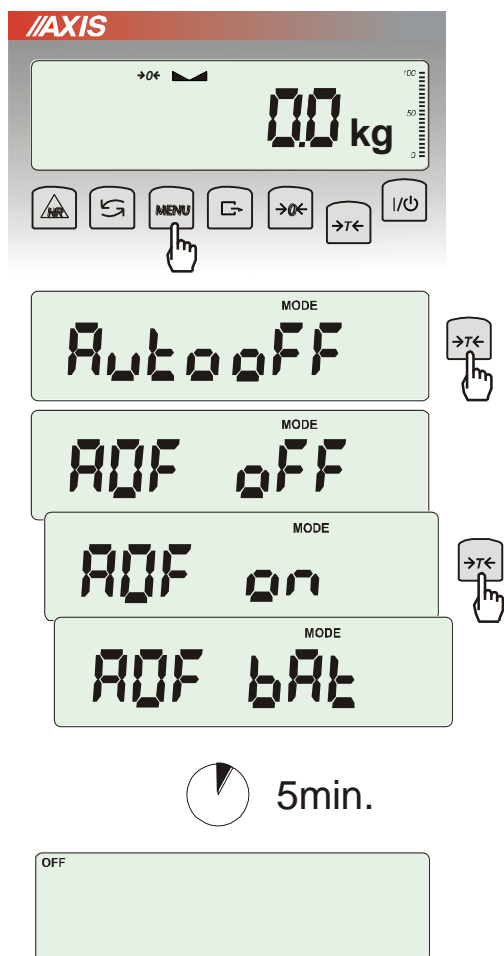 //AXIS
→0←
100
50
0
0.0 kg
HR
MENU
→0←
→T←
I/
MODE
AutooFF
→T←
MODE
AOF oFF
MODE
AOF on
→T←
MODE
AOF bAt
5min.
OFF